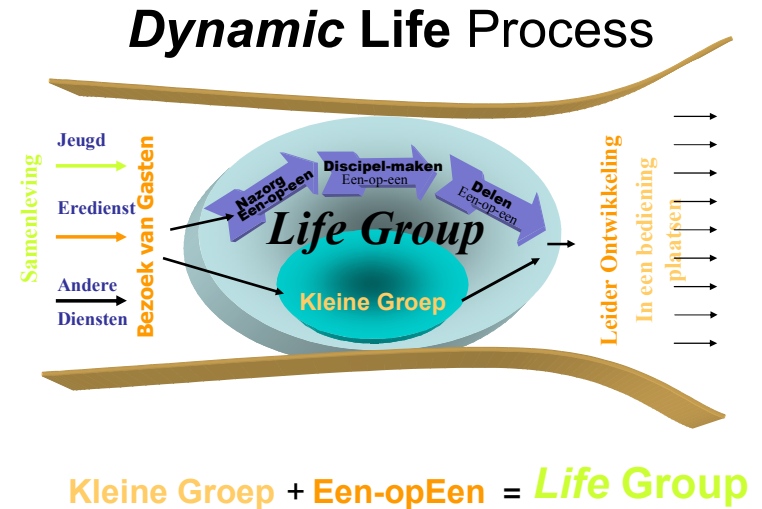 Dynamic Life Process
Samenleving
Jeugd
Eredienst
Andere
Diensten
Bezoek van Gasten
Nazorg
Een-op-een
Discipel-maken
Een-op-een
Delen
Een-op-een
Life Group
Kleine Groep
Leider Ontwikkeling
In een bediening
plaatsen
Kleine Groep + Een-opEen = Life Group